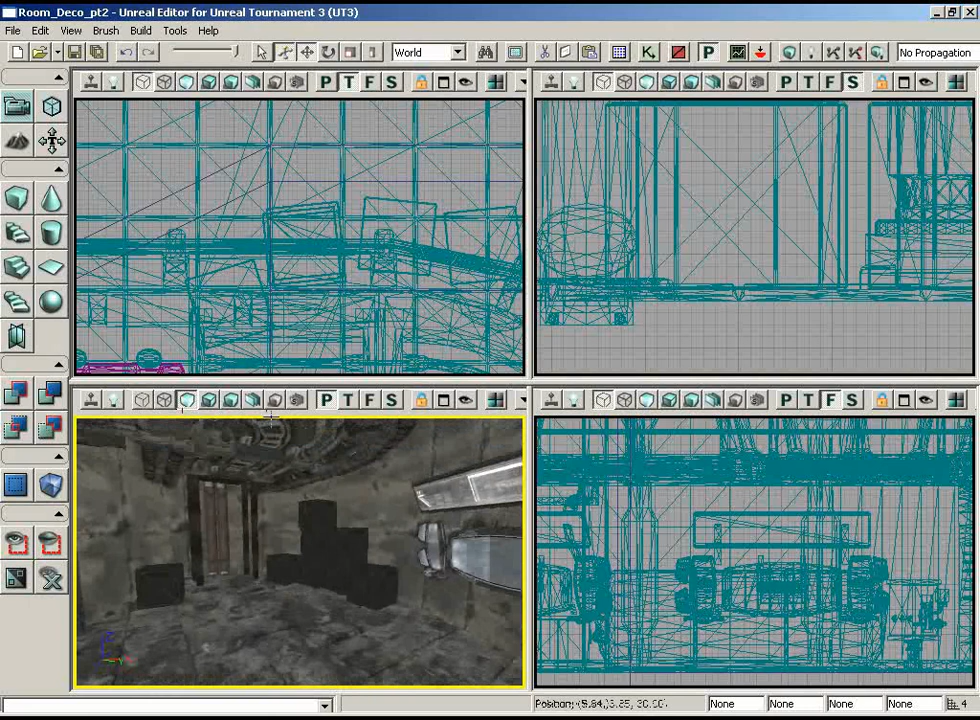 Room_Deco_pt2 - Unreal Editor for Unreal Tournament 3 (UT3)
File Edit View Brush Build Tools Help
World P No Propagation
P T F S P T F S
P T F S P T F S
None None None None 4